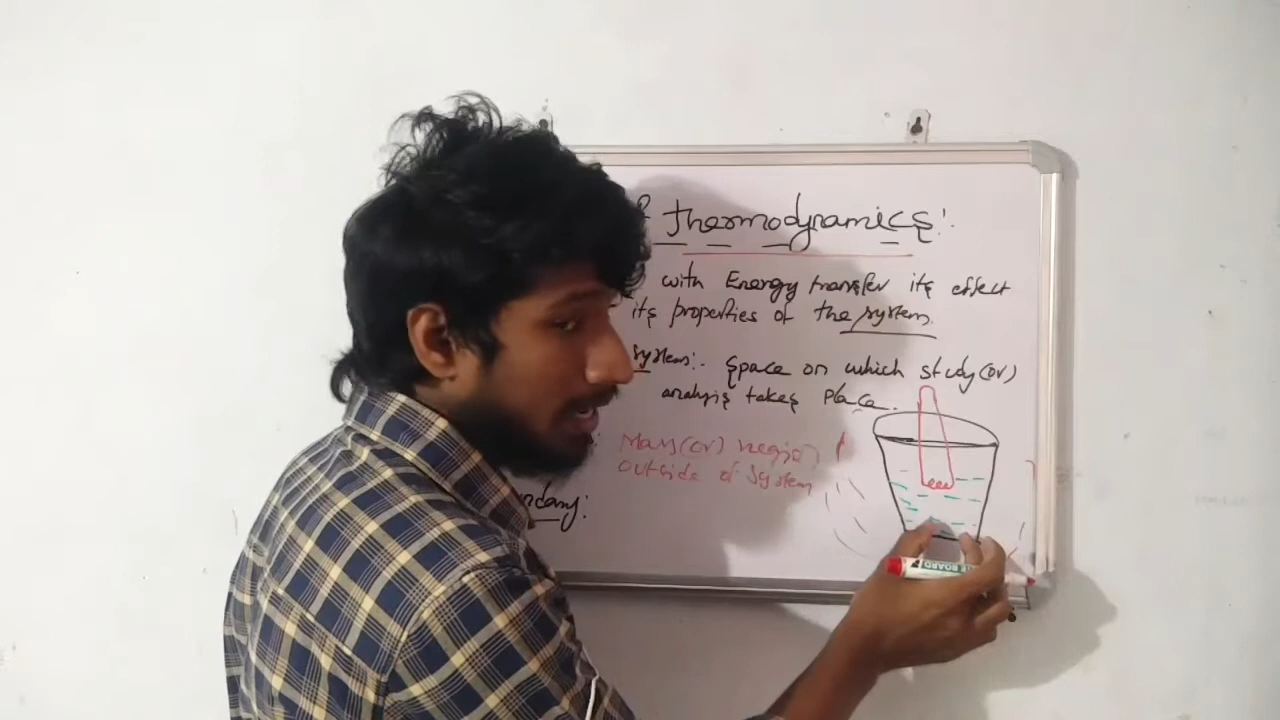 thermodynamics:
with Energy transfer its effect
its properties of the system.
system:- space on which study (or)
analysis takes place.
: Mass (or) region
outside of system
ndary:
BOARD